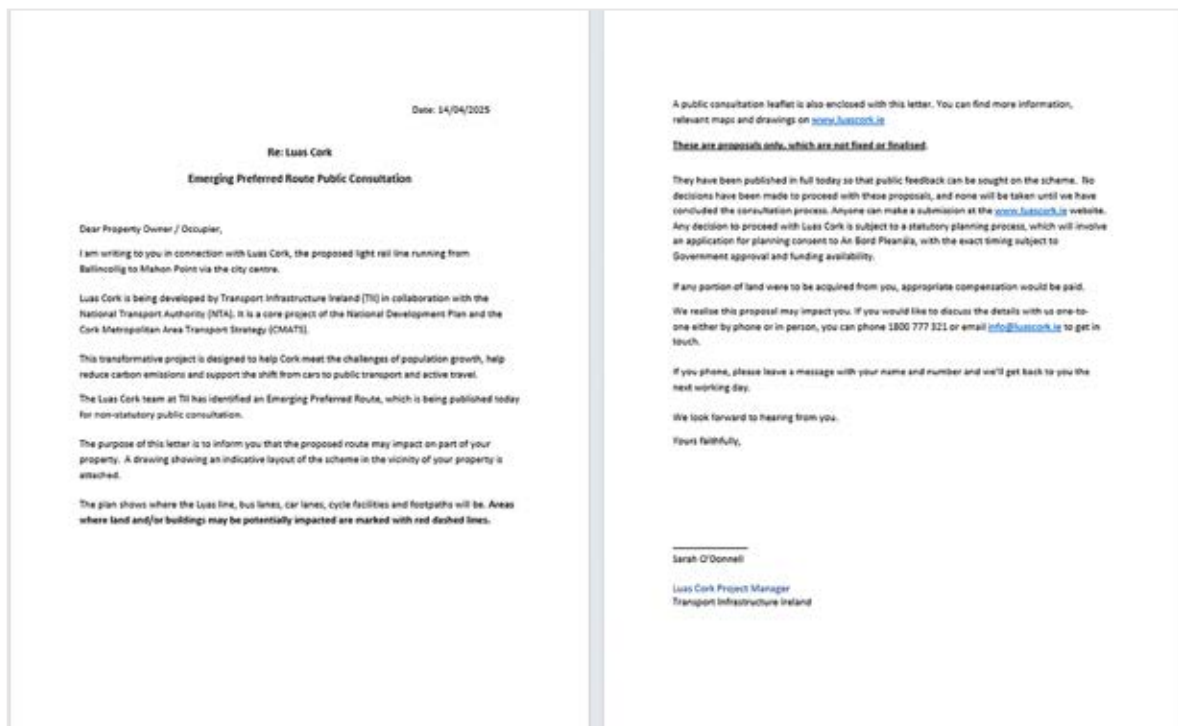 Date: 14/04/2025
Re: Luas Cork
Emerging Preferred Route Public Consultation
Dear Property Owner / Occupier,
I am writing to you in connection with Luas Cork, the proposed light rail line running from
Ballincollig to Mahon Point via the city centre.
Luas Cork is being developed by Transport Infrastructure Ireland (TII) in collaboration with the
National Transport Authority (NTA). It is a core project of the National Development Plan and the
Cork Metropolitan Area Transport Strategy (CMATS).
This transformative project is designed to help Cork meet the challenges of population growth, help
reduce carbon emissions and support the shift from cars to public transport and active travel.
The Luas Cork team at TII has identified an Emerging Preferred Route, which is being published today
for non-statutory public consultation.
The purpose of this letter is to inform you that the proposed route may impact on part of your
property. A drawing showing an indicative layout of the scheme in the vicinity of your property is
attached.
The plan shows where the Luas line, bus lanes, car lanes, cycle facilities and footpaths will be. Areas
where land and/or buildings may be potentially impacted are marked with red dashed lines.
A public consultation leaflet is also enclosed with this letter. You can find more information,
relevant maps and drawings on www.luascork.ie
These are proposals only, which are not fixed or finalised.
They have been published in full today so that public feedback can be sought on the scheme. No
decisions have been made to proceed with these proposals, and none will be taken until we have
concluded the consultation process. Anyone can make a submission at the www.luascork.ie website.
Any decision to proceed with Luas Cork is subject to a statutory planning process, which will involve
an application for planning consent to An Bord Pleanála, with the exact timing subject to
Government approval and funding availability.
If any portion of land were to be acquired from you, appropriate compensation would be paid.
We realise this proposal may impact you. If you would like to discuss the details with us one-to-
one either by phone or in person, you can phone 1800 777 321 or email info@luascork.ie to get in
touch.
If you phone, please leave a message with your name and number and we'll get back to you the
next working day.
We look forward to hearing from you.
Yours faithfully,
Sarah O'Donnell
Luas Cork Project Manager
Transport Infrastructure Ireland